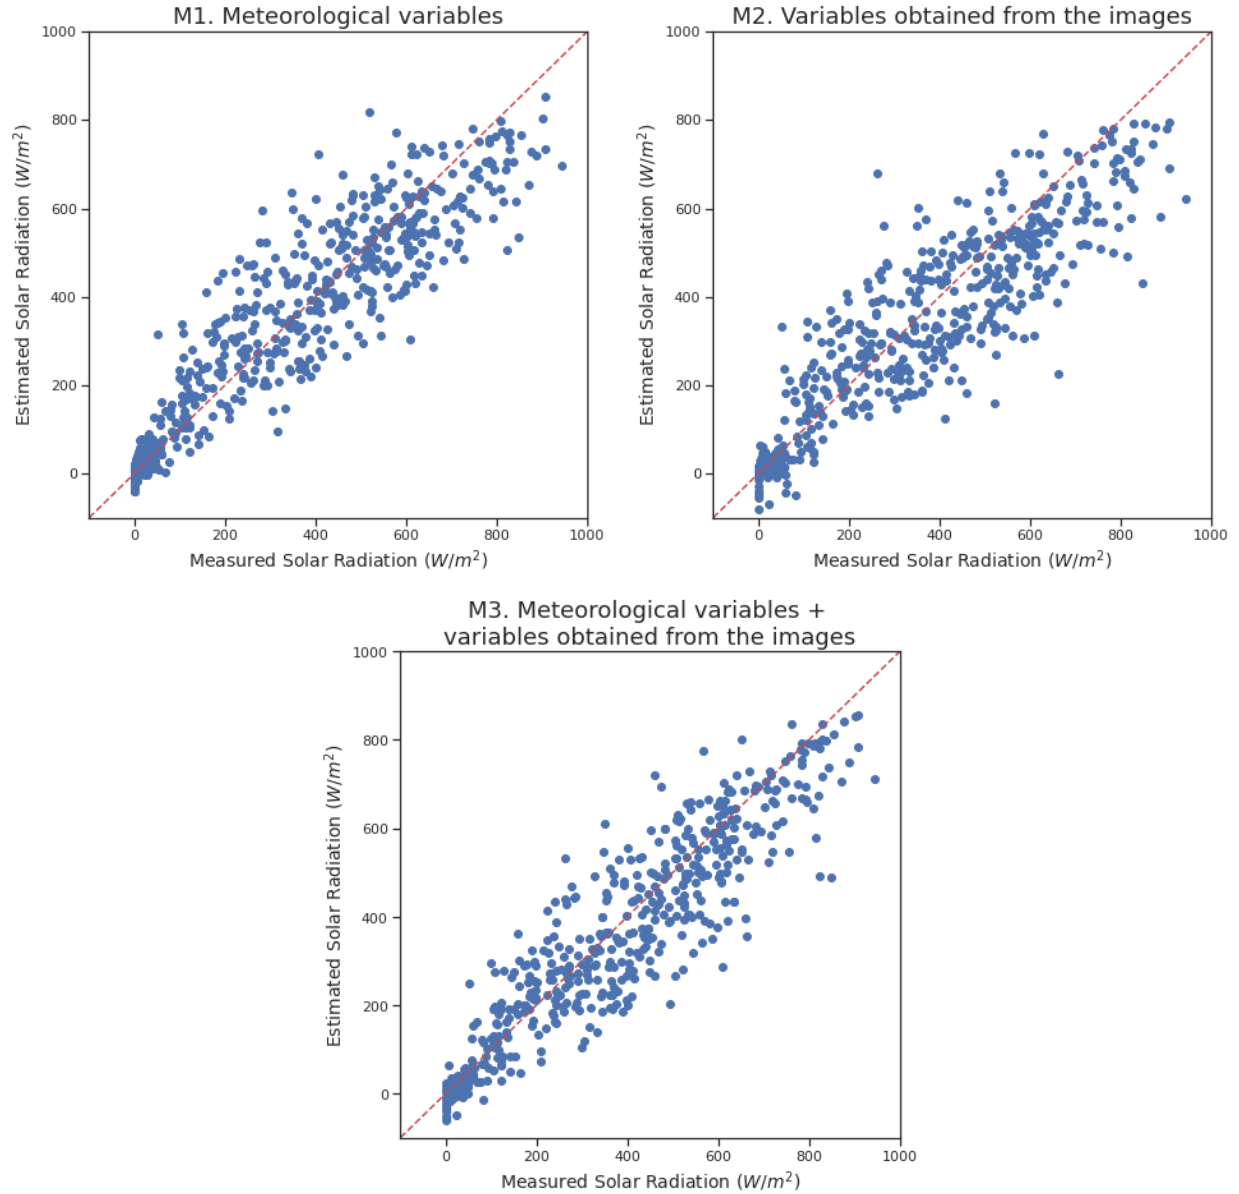 M1. Meteorológical variables
1000
800
600
400
200
0
Estimated Solar Radiation (W/m²)
0 200 400 600 800 1000
Measured Solar Radiation (W/m²)
M2. Variables obtained from the images
1000
800
600
400
200
0
Estimated Solar Radiation (W/m²)
0 200 400 600 800 1000
Measured Solar Radiation (W/m²)
M3. Meteorológical variables +
variables obtained from the images
1000
800
600
400
200
0
Estimated Solar Radiation (W/m²)
0 200 400 600 800 1000
Measured Solar Radiation (W/m²)